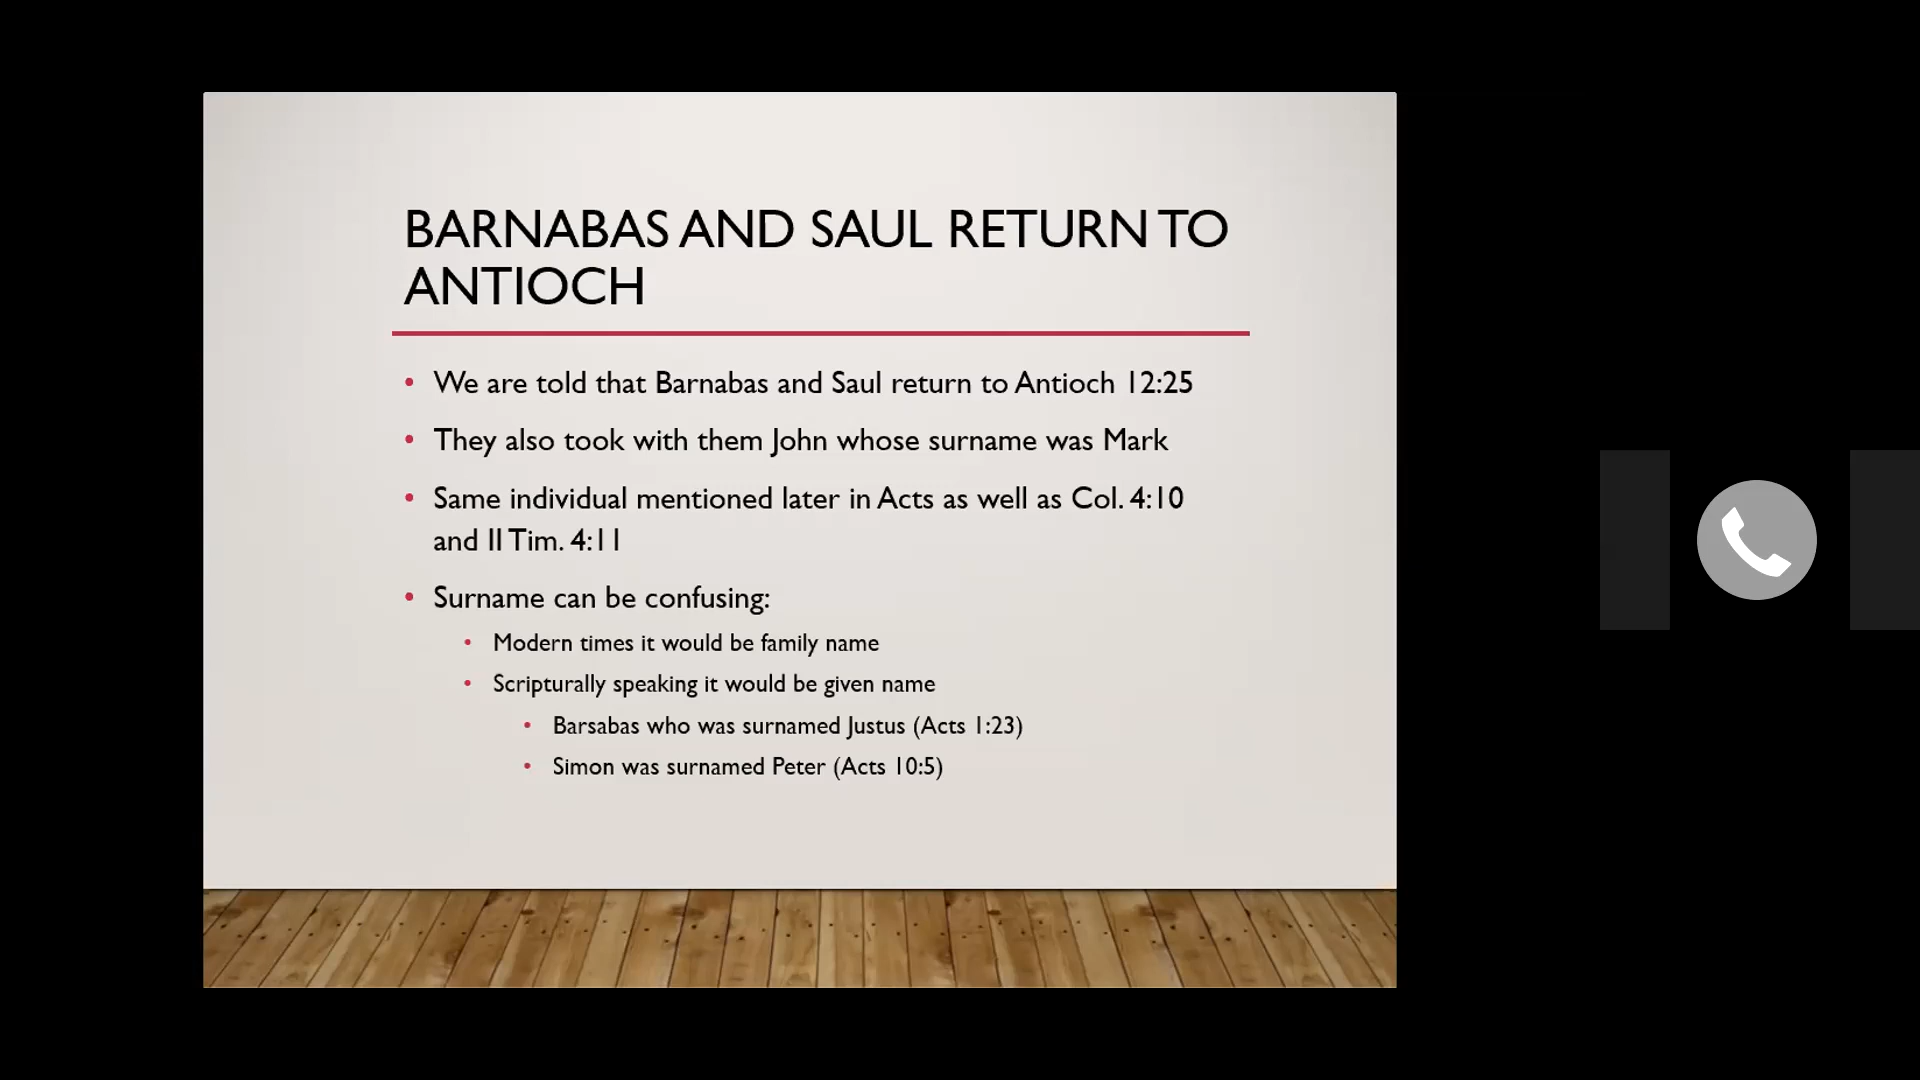 BARNABAS AND SAUL RETURN TO
ANTIOCH
• We are told that Barnabas and Saul return to Antioch 12:25
• They also took with them John whose surname was Mark
• Same individual mentioned later in Acts as well as Col. 4:10
and II Tim. 4:11
• Surname can be confusing:
• Modern times it would be family name
• Scripturally speaking it would be given name
• Barsabas who was surnamed Justus (Acts 1:23)
• Simon was surnamed Peter (Acts 10:5)